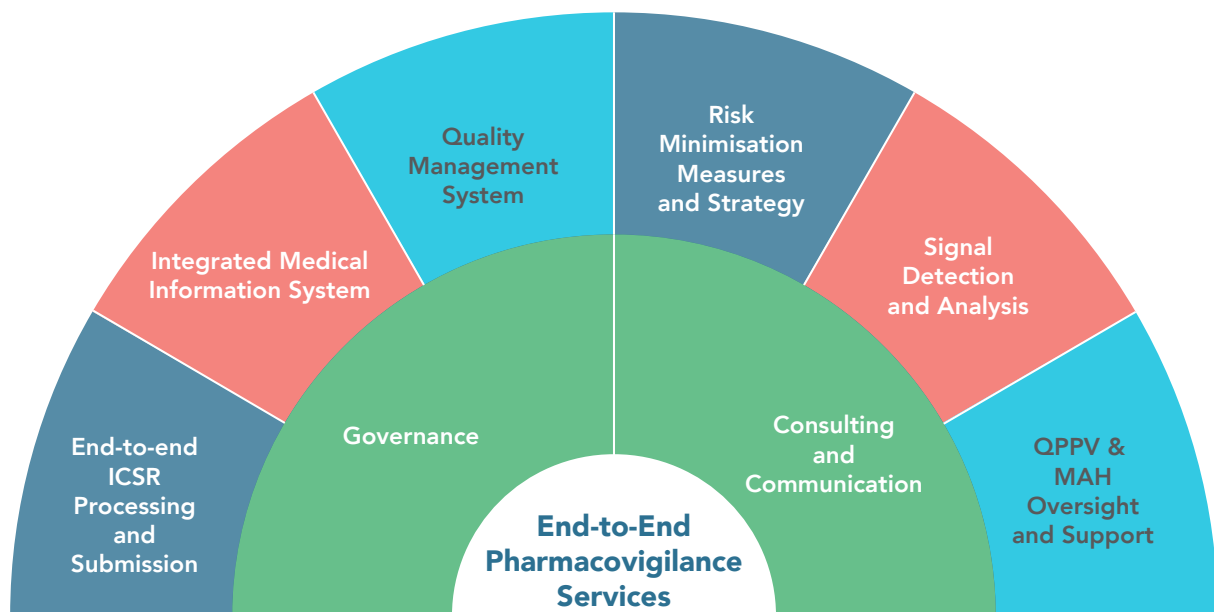 Quality
Management
System
Risk
Minimisation
Measures
and Strategy
Integrated Medical
Information System
Signal
Detection
and Analysis
End-to-end
ICSR
Processing
and
Submission
Governance
Consulting
and
Communication
QPPV &
MAH
Oversight
and Support
End-to-End
Pharmacovigilance
Services